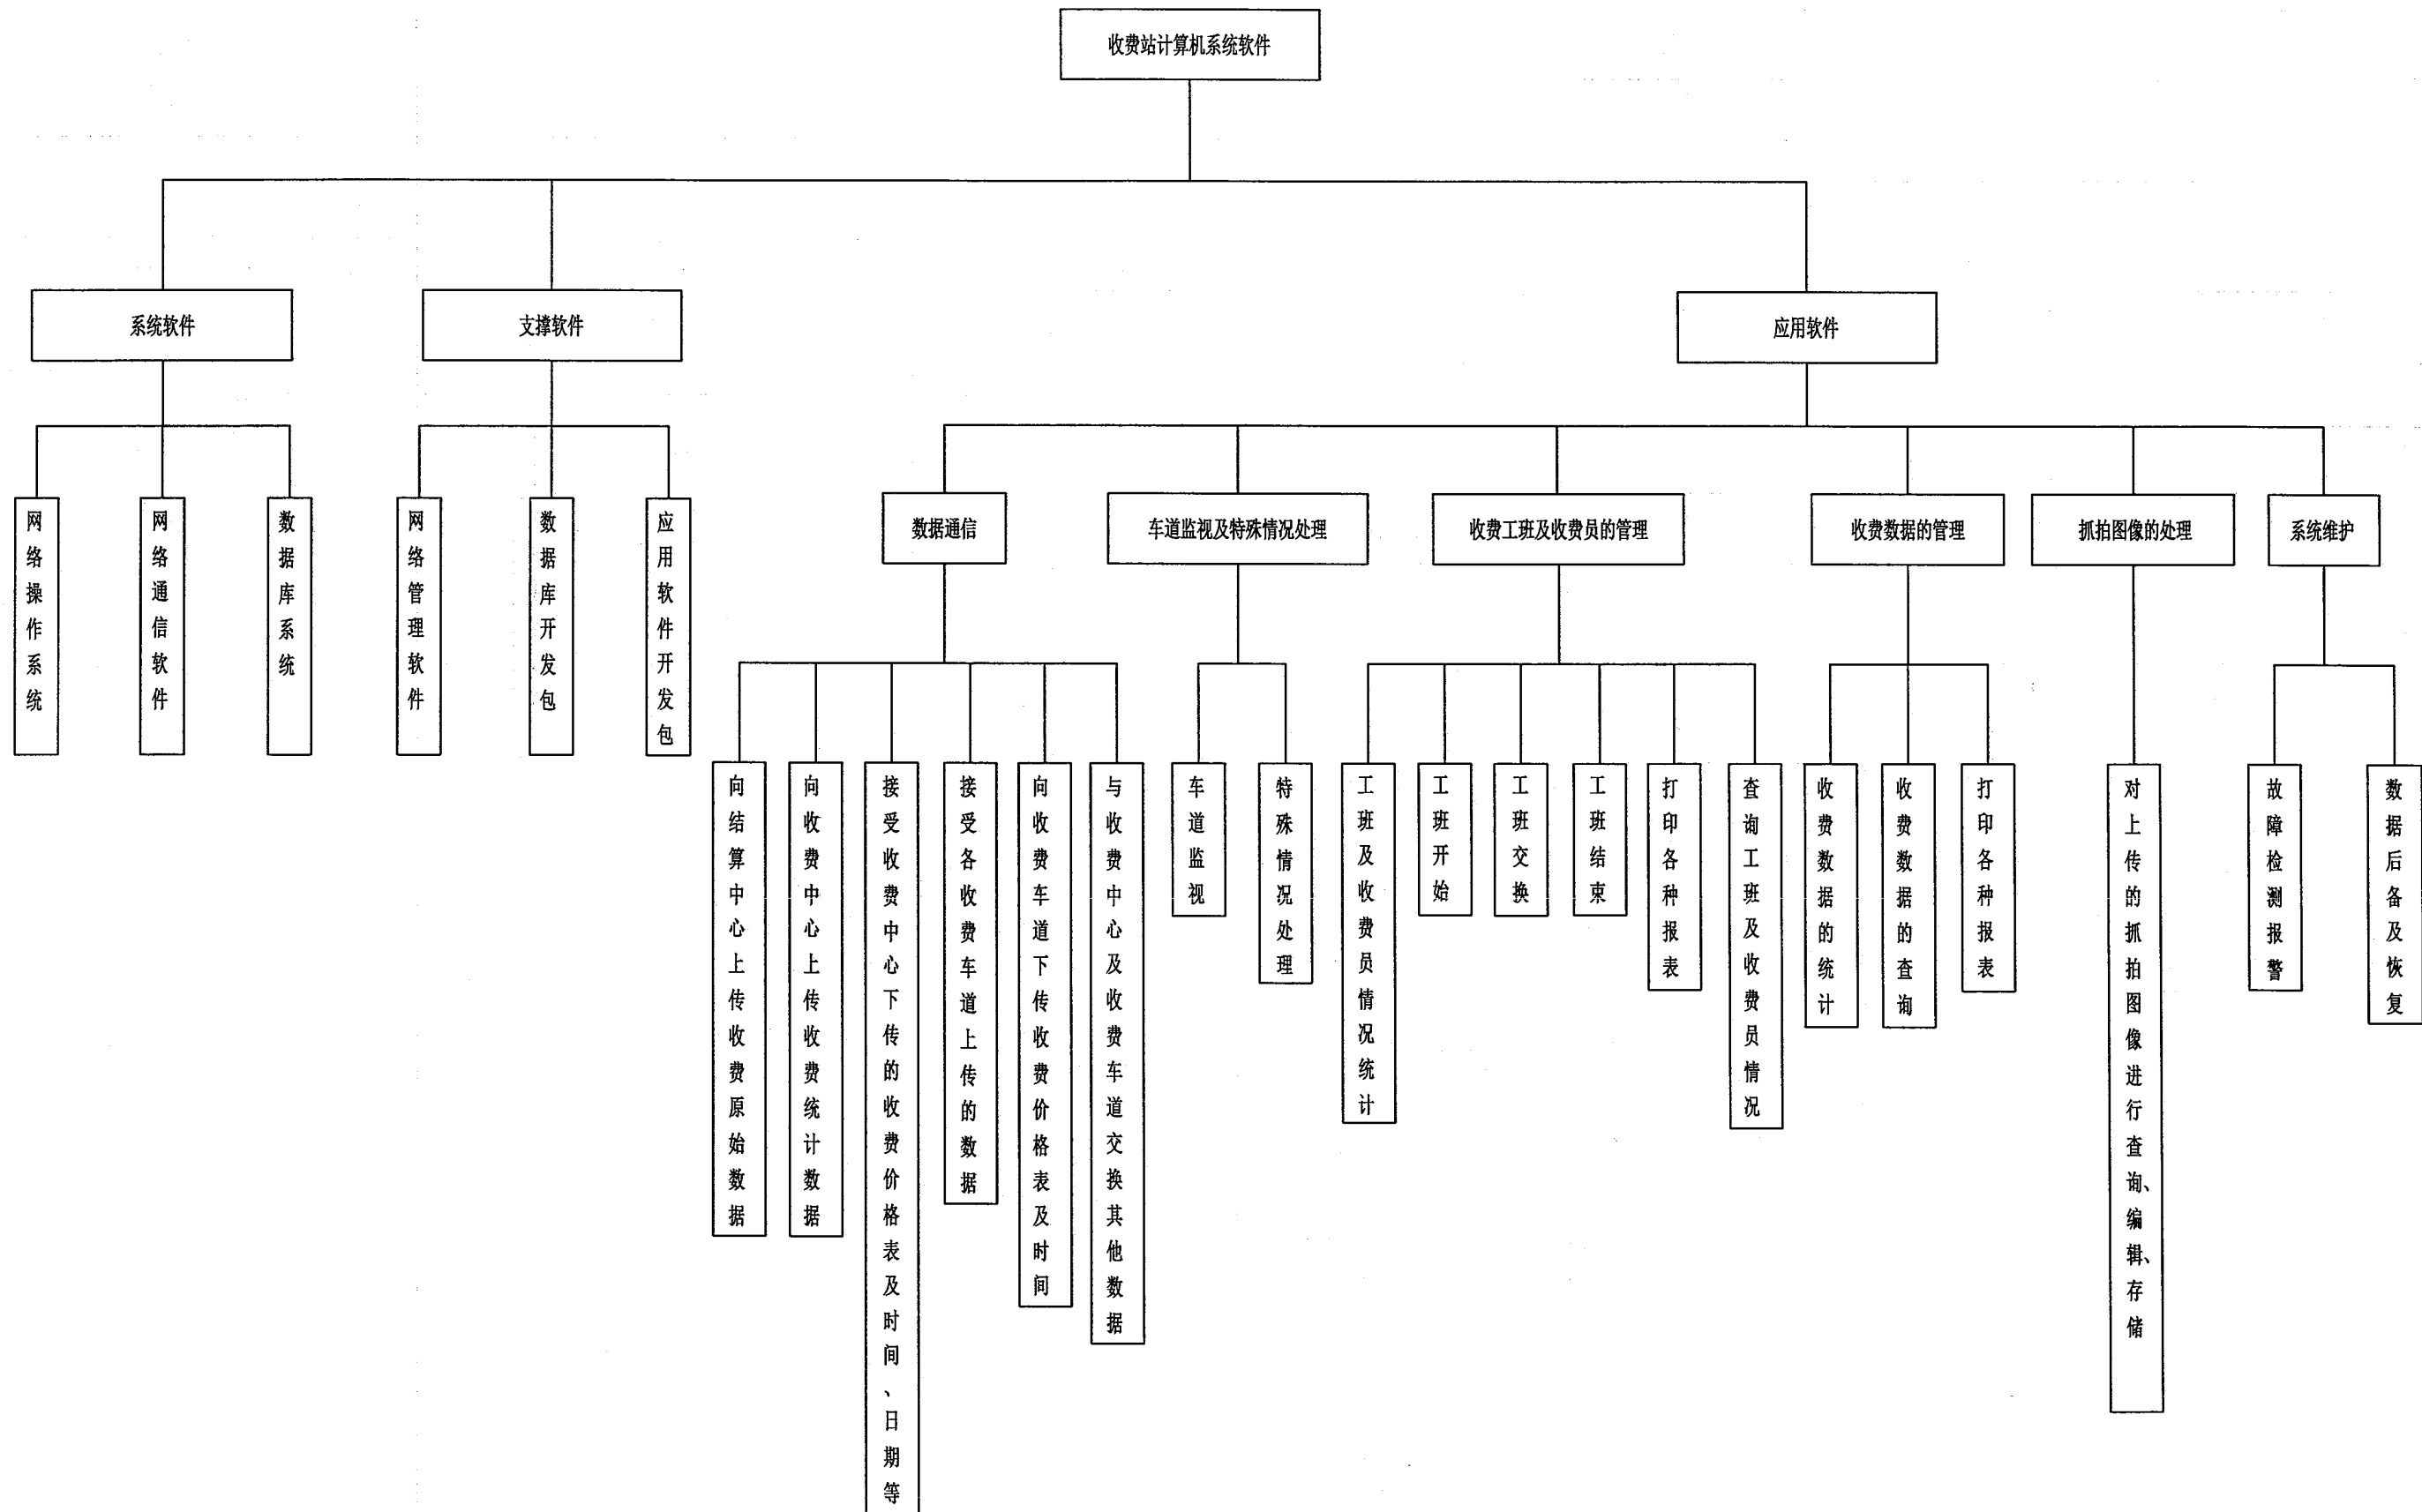 收费站计算机系统软件
系统软件
支撑软件
应用软件
网络操作系统
网络通信软件
数据库系统
网络管理软件
数据库开发包
应用软件开发包
数据通信
车道监视及特殊情况处理
收费工班及收费员的管理
收费数据的管理
抓拍图像的处理
系统维护
向结算中心上传收费原始数据
向收费中心上传收费统计数据
接受收费中心下传的收费价格表及时间、日期等
接受各收费车道上传的数据
向收费车道下传收费价格表及时间
与收费中心及收费车道交换其他数据
车道监视
特殊情况处理
工班及收费员情况统计
工班开始
工班交换
工班结束
打印各种报表
查询工班及收费员情况
收费数据的统计
收费数据的查询
打印各种报表
对上传的抓拍图像进行查询、编辑、存储
故障检测报警
数据后备及恢复